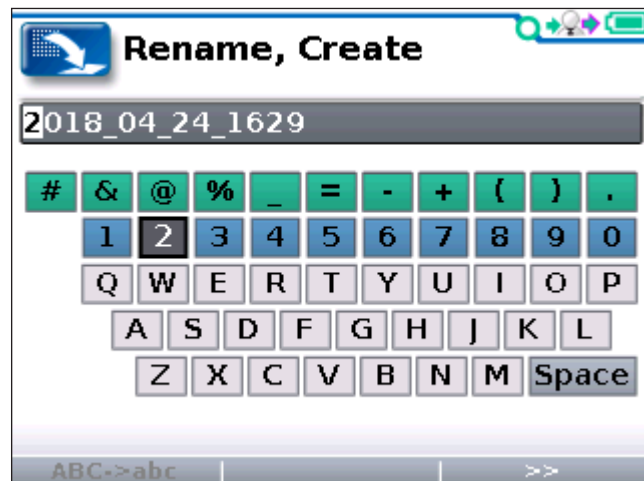 Rename, Create
2018_04_24_1629
# & @ % _ = - + ( ) .
1 2 3 4 5 6 7 8 9 0
Q W E R T Y U I O P
A S D F G H J K L
Z X C V B N M Space
ABC->abc >>